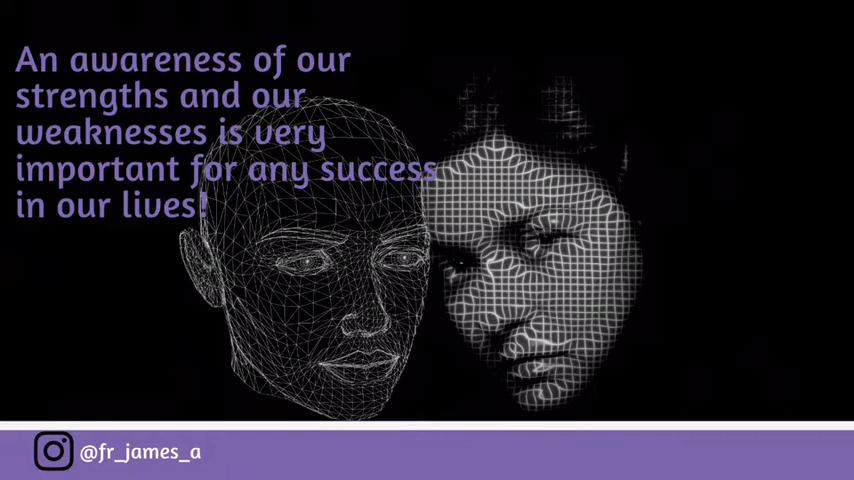 An awareness of our
strengths and our
weaknesses is very
important for any success
in our lives!
@fr_james_a